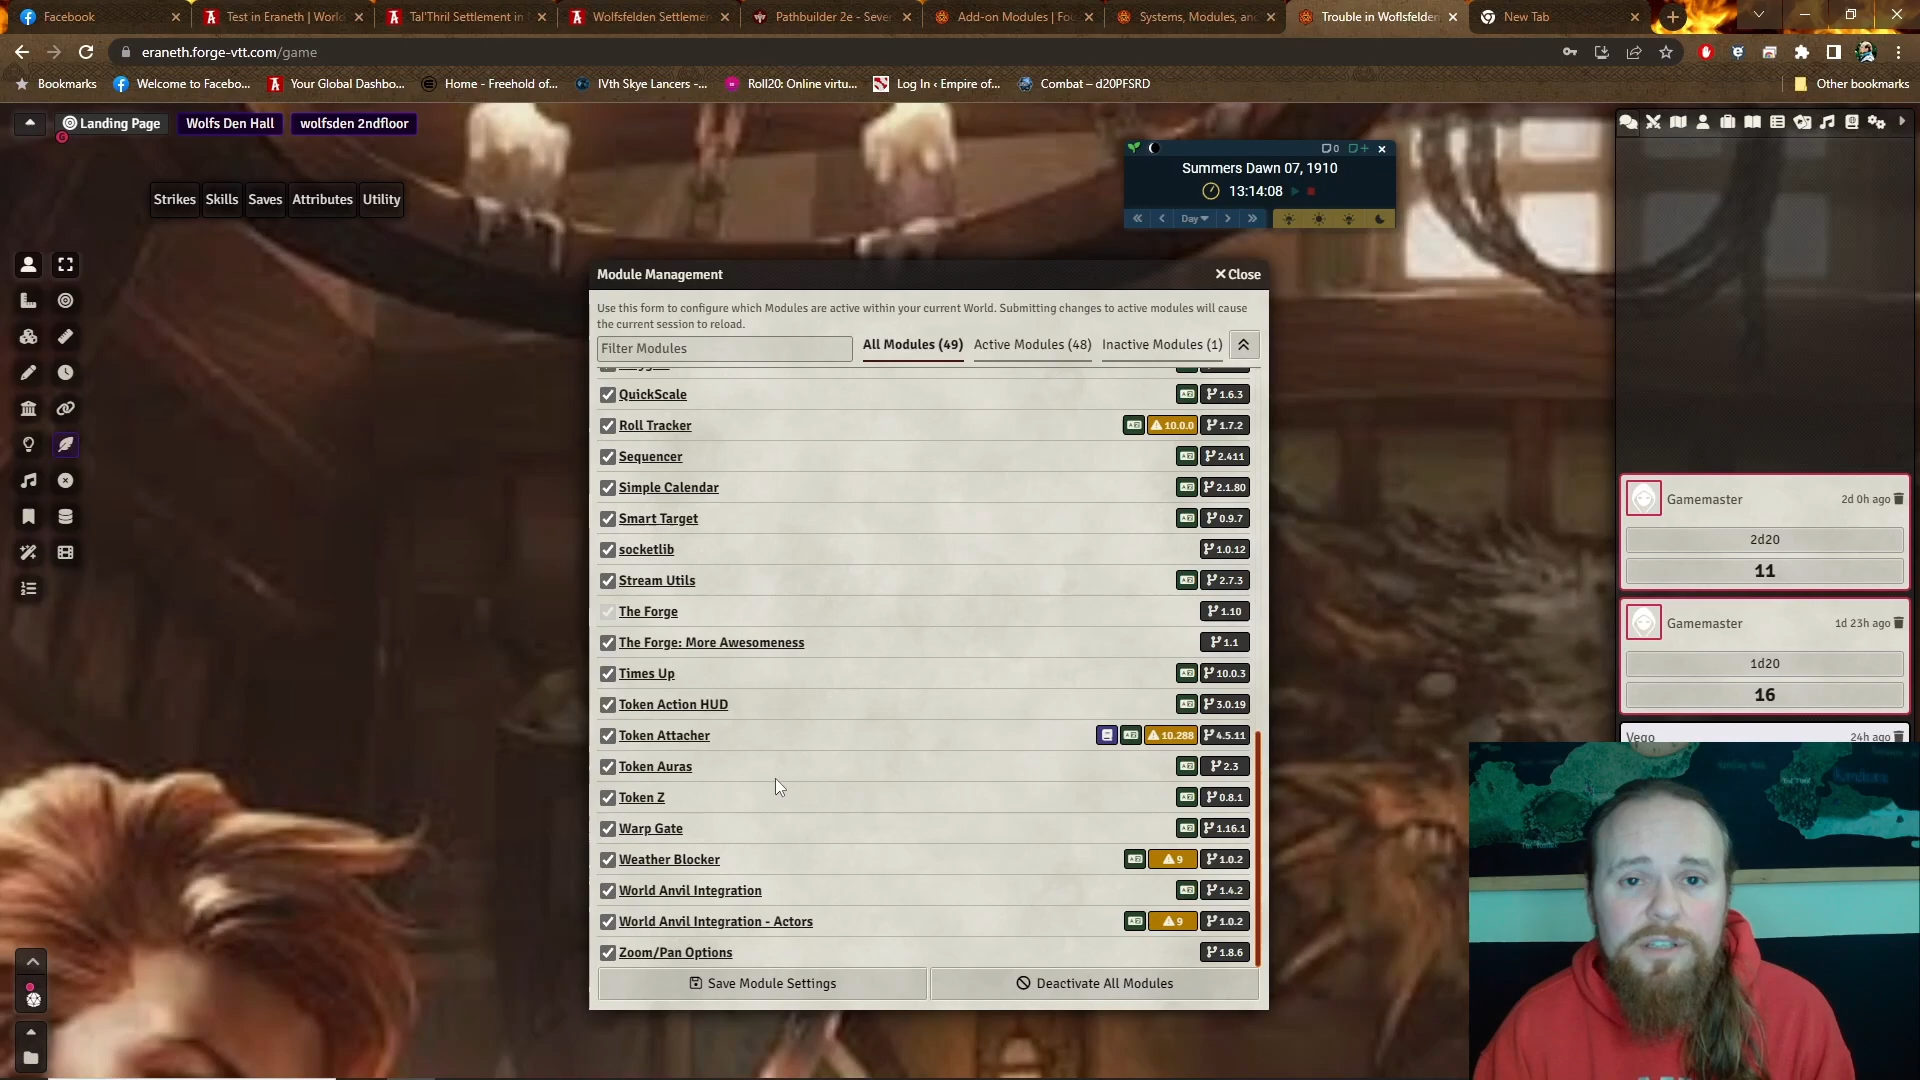 Facebook
Test in Eraneth | World
Tal'Thril Settlement in
Wolfsfelden Settlemen
Pathbuilder 2e - Sever
Add-on Modules | Fou
Systems, Modules, and
Trouble in Woflsfelden
New Tab
eraneth.forge-vtt.com/game
Bookmarks
Welcome to Facebo...
Your Global Dashbo...
Home - Freehold of...
IVth Skye Lancers -...
Roll20: Online virtu...
Log In ‹ Empire of...
Combat – d20PFSRD
Other bookmarks
Landing Page
Wolfs Den Hall
wolfsden 2ndfloor
G
Strikes
Skills
Saves
Attributes
Utility
0
Summers Dawn 07, 1910
13:14:08
Day
Module Management
Close
Use this form to configure which Modules are active within your current World. Submitting changes to active modules will cause
the current session to reload.
Filter Modules
All Modules (49)
Active Modules (48)
Inactive Modules (1)
QuickScale
1.6.3
Roll Tracker
10.0.0
1.7.2
Sequencer
2.411
Simple Calendar
2.1.80
Smart Target
0.9.7
socketlib
1.0.12
Stream Utils
2.7.3
The Forge
1.10
The Forge: More Awesomeness
1.1
Times Up
10.0.3
Token Action HUD
3.0.19
Token Attacher
10.288
4.5.11
Token Auras
2.3
Token Z
0.8.1
Warp Gate
1.16.1
Weather Blocker
9
1.0.2
World Anvil Integration
1.4.2
World Anvil Integration - Actors
9
1.0.2
Zoom/Pan Options
1.8.6
Save Module Settings
Deactivate All Modules
Gamemaster
2d 0h ago
2d20
11
Gamemaster
1d 23h ago
1d20
16
Vego
24h ago